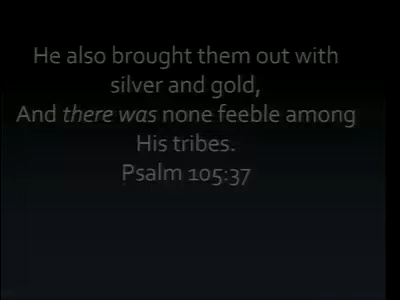 He also brought them out with
silver and gold,
And there was none feeble among
His tribes.
Psalm 105:37